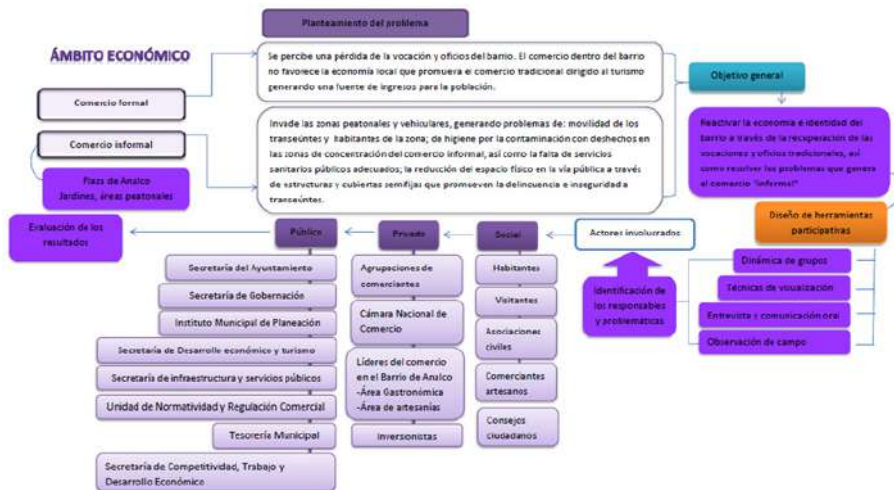 Planteamiento del problema
ÁMBITO ECONÓMICO
Se percibe una pérdida de la vocación y oficios del barrio. El comercio dentro del barrio
no favorece la economía local que promueva el comercio tradicional dirigido al turismo
generando una fuente de ingresos para la población.
Objetivo general
Comercio formal
Comercio informal
Invade las zonas peatonales y vehiculares, generando problemas de: movilidad de los
transeúntes y habitantes de la zona; de higiene por la contaminación con deshechos en
las zonas de concentración del comercio informal, así como la falta de servicios
sanitarios públicos adecuados; la reducción del espacio físico en la vía pública a través
de estructuras y cubiertas semifijas que promueven la delincuencia e inseguridad a
transeúntes.
Reactivar la economía e identidad del
barrio a través de la recuperación de las
vocaciones y oficios tradicionales, así
como resolver los problemas que genera
el comercio "informal"
Plaza de Analco
Jardines, áreas peatonales
Evaluación de los
resultados
Público
Privado
Social
Actores involucrados
Diseño de herramientas
participativas
Secretaría del Ayuntamiento
Secretaría de Gobernación
Instituto Municipal de Planeación
Secretaría de Desarrollo económico y turismo
Secretaría de infraestructura y servicios públicos
Unidad de Normatividad y Regulación Comercial
Tesorería Municipal
Secretaría de Competitividad, Trabajo y
Desarrollo Económico
Agrupaciones de
comerciantes
Cámara Nacional de
Comercio
Líderes del comercio
en el Barrio de Analco
-Área Gastronómica
-Área de artesanías
Inversionistas
Habitantes
Visitantes
Asociaciones
civiles
Comerciantes
artesanos
Consejos
ciudadanos
Identificación de
los responsables
y problemáticas
Dinámica de grupos
Técnicas de visualización
Entrevista y comunicación oral
Observación de campo